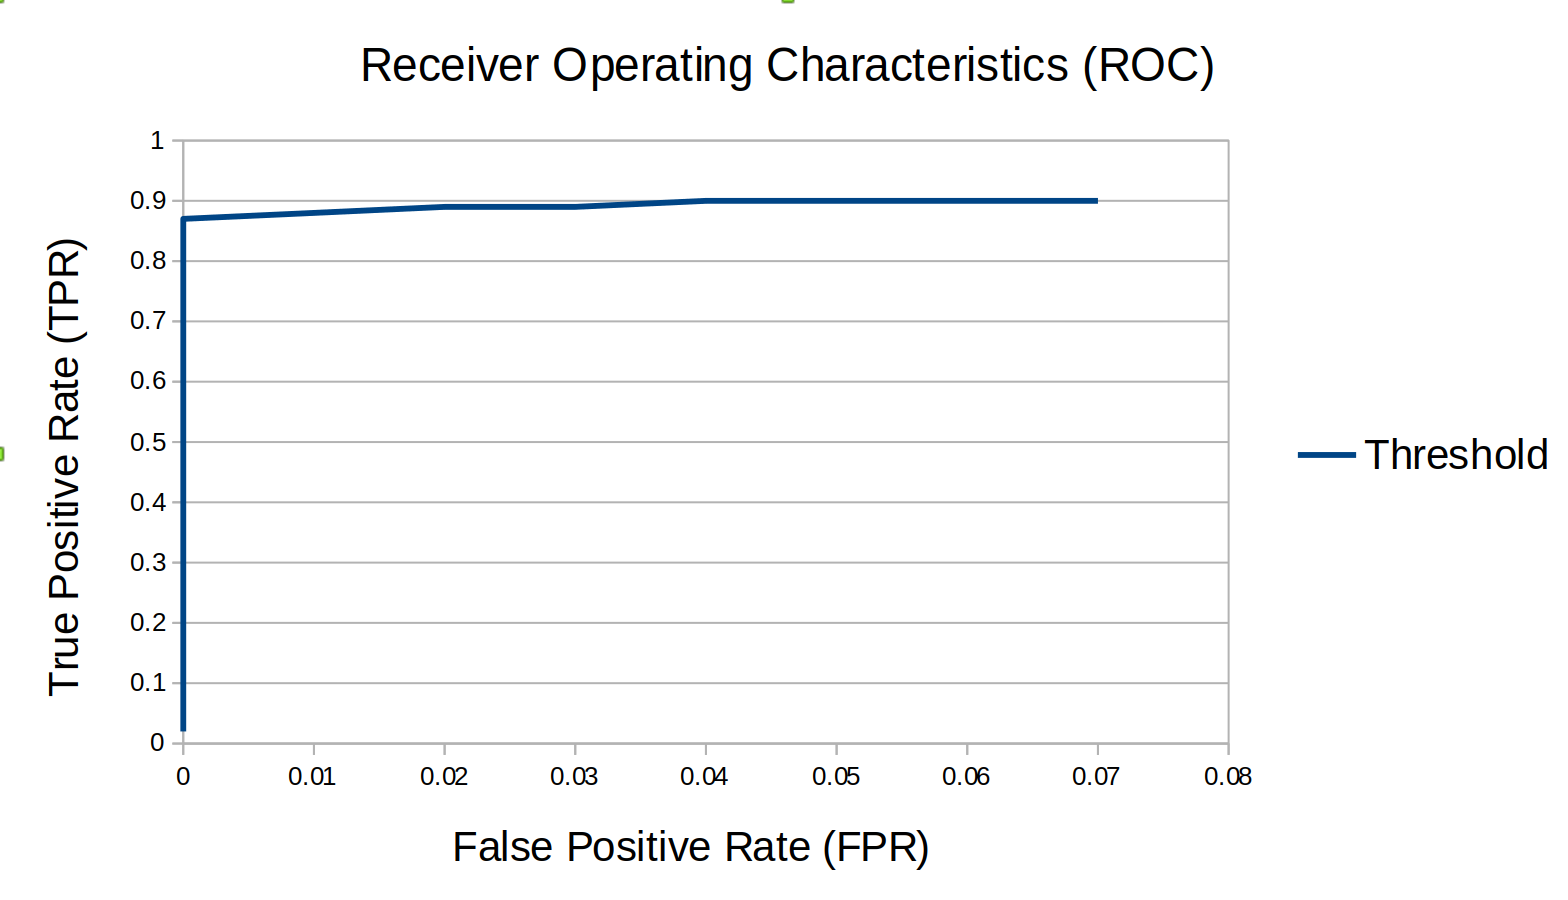 Receiver Operating Characteristics (ROC)
1
0.9
0.8
0.7
0.6
0.5
0.4
0.3
0.2
0.1
0
True Positive Rate (TPR)
0 0.01 0.02 0.03 0.04 0.05 0.06 0.07 0.08
False Positive Rate (FPR)
Threshold